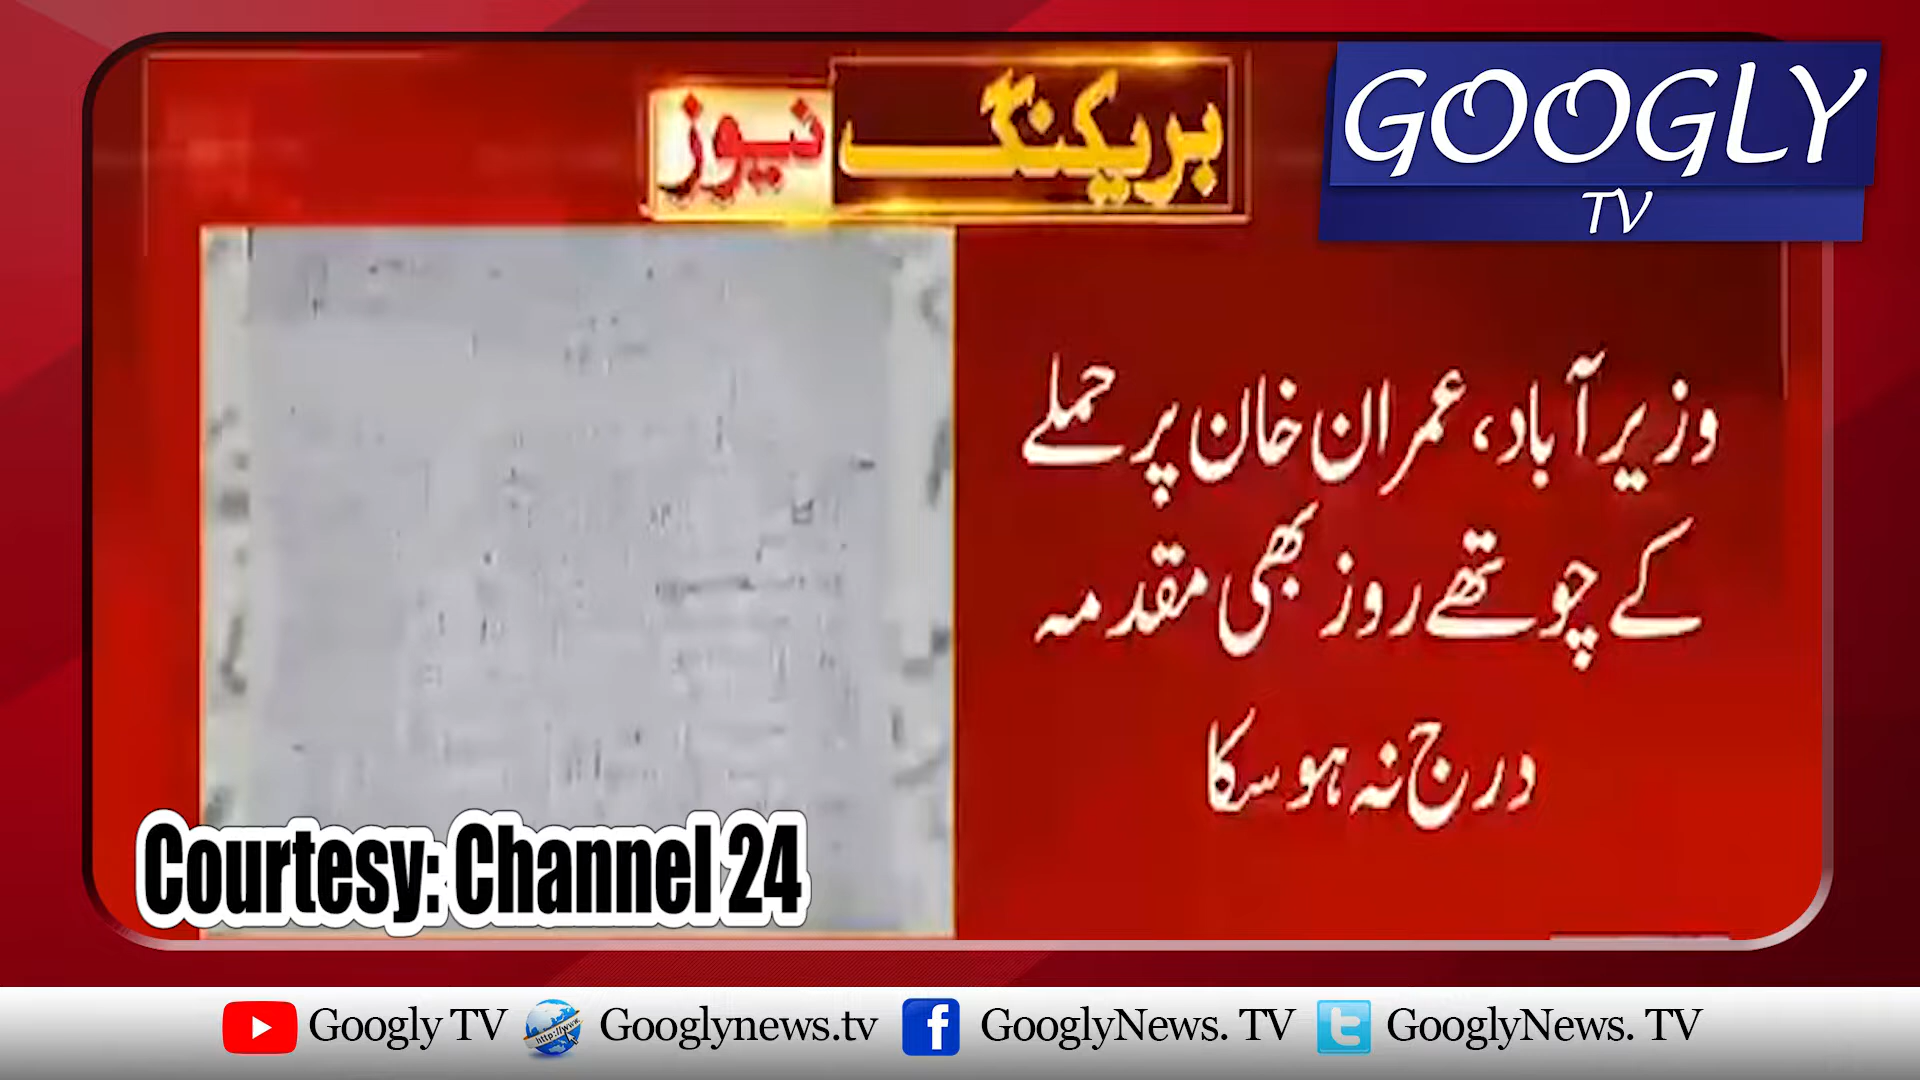 بریکنگ نیوز
GOOGLY
TV
وزیر آباد، عمران خان پر حملے
کے چوتھے روز بھی مقدمہ
درج نہ ہو سکا
Courtesy: Channel 24
Googly TV Googlynews.tv GooglyNews. TV GooglyNews. TV